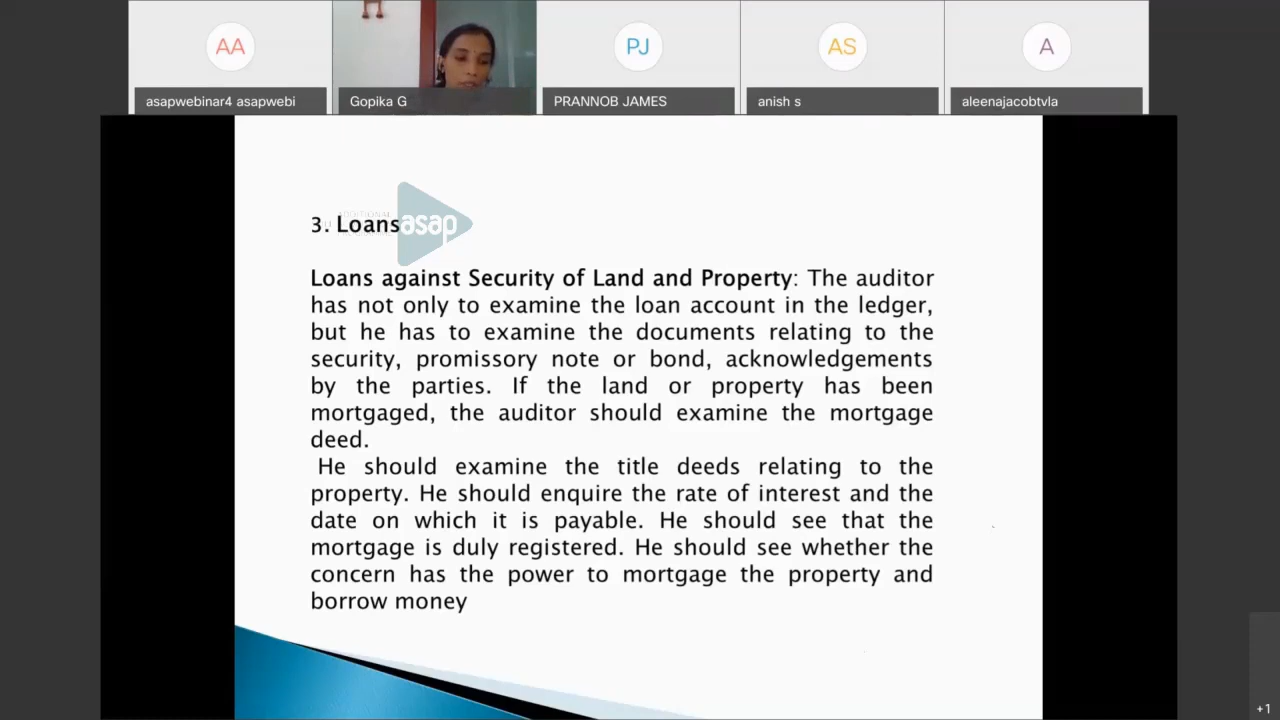 AA
PJ
AS
A
asapwebinar4 asapwebi
Gopika G
PRANNOB JAMES
anish s
aleenajacobtvla
3. Loans
asap
Loans against Security of Land and Property: The auditor
has not only to examine the loan account in the ledger,
but he has to examine the documents relating to the
security, promissory note or bond, acknowledgements
by the parties. If the land or property has been
mortgaged, the auditor should examine the mortgage
deed.
He should examine the title deeds relating to the
property. He should enquire the rate of interest and the
date on which it is payable. He should see that the
mortgage is duly registered. He should see whether the
concern has the power to mortgage the property and
borrow money
+1